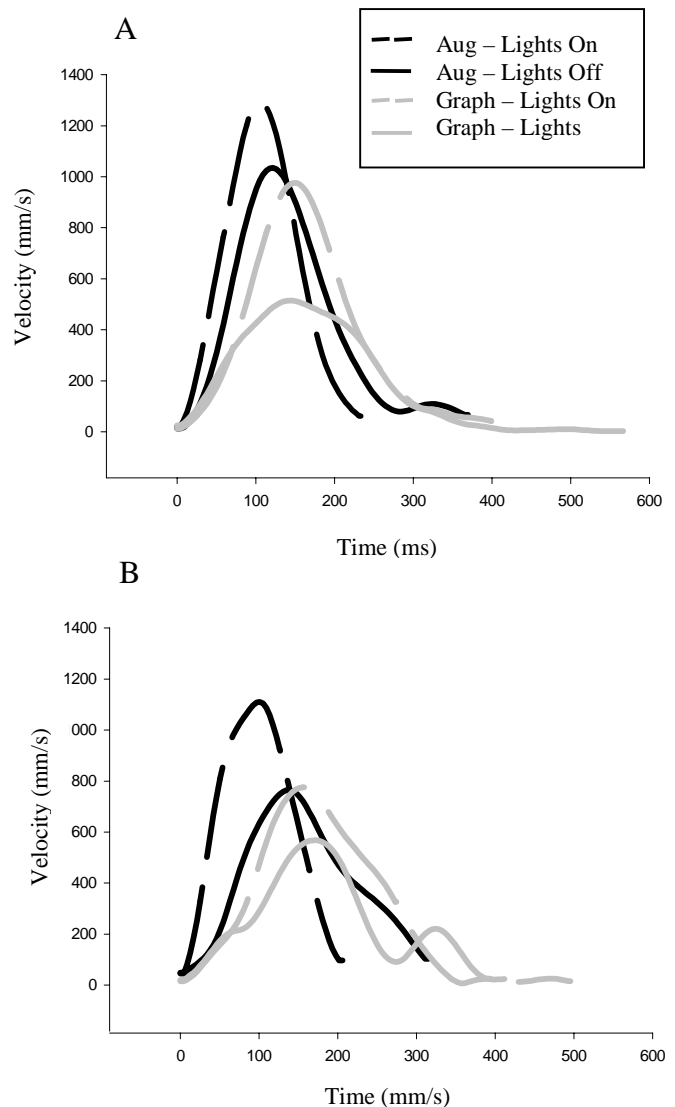 A
Aug – Lights On
Aug – Lights Off
Graph – Lights On
Graph – Lights
1400
1200
1000
800
600
400
200
0
Velocity (mm/s)
0 100 200 300 400 500 600
Time (ms)
B
1400
1200
000
800
600
400
200
0
Velocity (mm/s)
0 100 200 300 400 500 600
Time (mm/s)